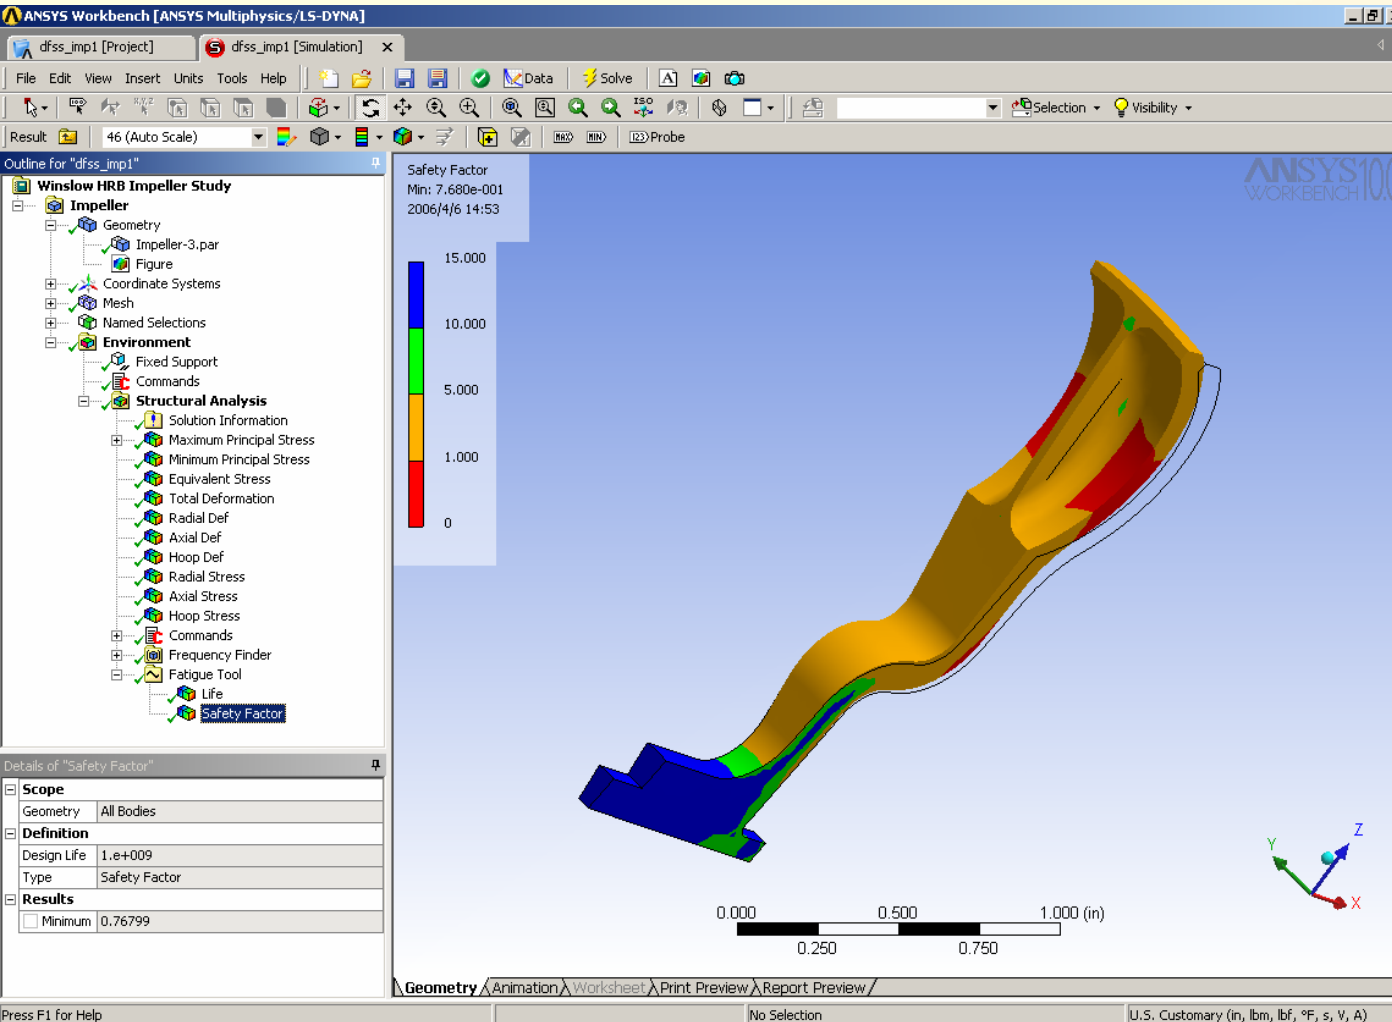 ANSYS Workbench [ANSYS Multiphysics/LS-DYNA]
dfss_imp1 [Project]
dfss_imp1 [Simulation]
File Edit View Insert Units Tools Help
Data
Solve
A
X,Y,Z
ISO
Selection
Visibility
Result
46 (Auto Scale)
MAX
MIN
123 Probe
Outline for "dfss_imp1"
Winslow HRB Impeller Study
Impeller
Geometry
Impeller-3.par
Figure
Coordinate Systems
Mesh
Named Selections
Environment
Fixed Support
Commands
Structural Analysis
Solution Information
Maximum Principal Stress
Minimum Principal Stress
Equivalent Stress
Total Deformation
Radial Def
Axial Def
Hoop Def
Radial Stress
Axial Stress
Hoop Stress
Commands
Frequency Finder
Fatigue Tool
Life
Safety Factor
Details of "Safety Factor"
Scope
Geometry All Bodies
Definition
Design Life 1.e+009
Type Safety Factor
Results
Minimum 0.76799
Safety Factor
Min: 7.680e-001
2006/4/6 14:53
15.000
10.000
5.000
1.000
0
ANSYS 10.0
WORKBENCH
Z
Y
X
0.000 0.500 1.000 (in)
0.250 0.750
Geometry Animation Worksheet Print Preview Report Preview
Press F1 for Help
No Selection
U.S. Customary (in, lbm, lbf, °F, s, V, A)